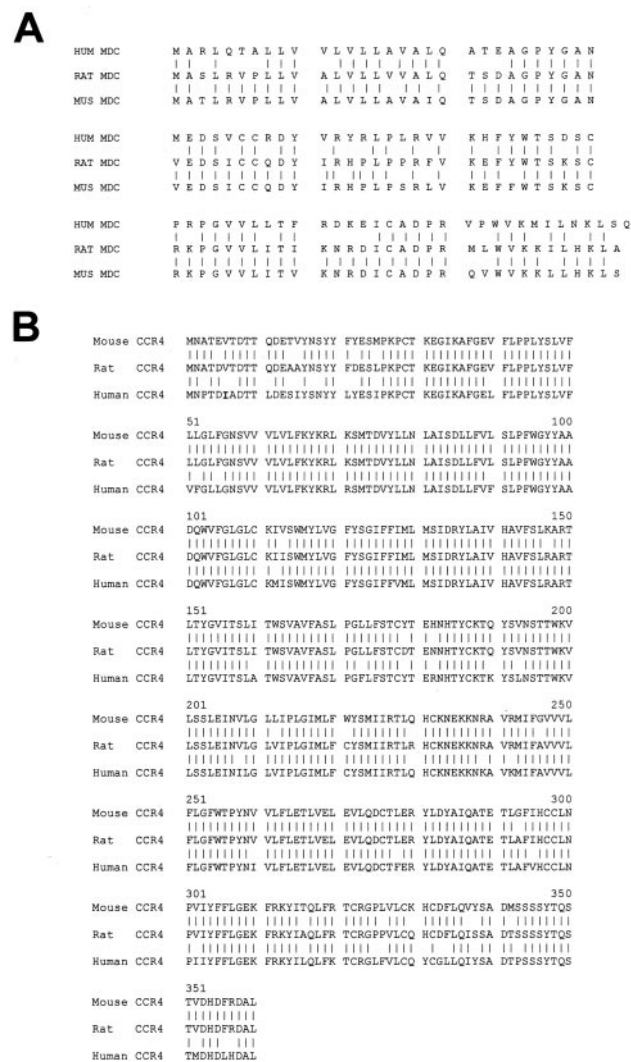 A
HUM MDC M A R L Q T A L L V V L V L L A V A L Q A T E A G P Y G A N
RAT MDC M A S L R V P L L V A L V L L V V A L Q T S D A G P Y G A N
MUS MDC M A T L R V P L L V A L V L L A V A I Q T S D A G P Y G A N
HUM MDC M E D S V C C R D Y V R Y R L P L R V V K H F Y W T S D S C
RAT MDC V E D S I C C Q D Y I R H P L P P R F V K E F Y W T S K S C
MUS MDC V E D S I C C Q D Y I R H P L P S R L V K E F F W T S K S C
HUM MDC P R P G V V L L T F R D K E I C A D P R V P W V K M I L N K L S Q
RAT MDC R K P G V V L I T I K N R D I C A D P R M L W V K K I L H K L A
MUS MDC R K P G V V L I T V K N R D I C A D P R Q V W V K K L L H K L S
B
Mouse CCR4 MNATEVTDTT QDETVYNSYY FYESMPKPCT KEGIKAFGEV FLPPLYSLVF
Rat CCR4 MNATDVTDTT QDEAAYNSYY FYDESLPKPCT KEGIKAFGEV FLPPLYSLVF
Human CCR4 MNPTDIADTT LDESIYSNYY LYESIPKPCT KEGIKAFGEL FLPPLYSLVF
51 100
Mouse CCR4 LLGLFGNSVV VLVLFKYKRL KSMTDVYLLN LAISDLLFVL SLPFWGYYAA
Rat CCR4 LLGLFGNSVV VLVLFKYKRL KSMTDVYLLN LAISDLLFVL SLPFWGYYAA
Human CCR4 VFGLLGNSVV VLVLFKYKRL RSMTDVYLLN LAISDLLFVF SLPFWGYYAA
101 150
Mouse CCR4 DQWVFGLGLC KIVSWMYLVG FYSGIFFIML MSIDRYLAIV HAVFSLKART
Rat CCR4 DQWVFGLGLC KIISWMYLVG FYSGIFFIML MSIDRYLAIV HAVFSLRART
Human CCR4 DQWVFGLGLC KMISWMYLVG FYSGIFFVML MSIDRYLAIV HAVFSLRART
151 200
Mouse CCR4 LTYGVITSLI TWSVAVFASL PGLLFSTCYT EHNHTYCKTQ YSVNSTTWKV
Rat CCR4 LTYGVITSLI TWSVAVFASL PGLLFSTCDT ENNHTYCKTQ YSVNSTTWKV
Human CCR4 LTYGVITSLA TWSVAVFASL PGFLFSTCYT ERNHTYCKTK YSLNSTTWKV
201 250
Mouse CCR4 LSSLEINVLG LLIPLGIMLF WYSMIIRTLQ HCKNEKKNRA VRMIFGVVVL
Rat CCR4 LSSLEINVLG LVIPLGIMLF CYSMIIRTLR HCKNEKKNRA VRMIFAVVVL
Human CCR4 LSSLEINILG LVIPLGIMLF CYSMIIRTLQ HCKNEKKNKA VKMIFAVVVL
251 300
Mouse CCR4 FLGFWTPYNV VLFLETLVEL EVLQDCTLER YLDYAIQATE TLGFIHCCLN
Rat CCR4 FLGFWTPYNV VLFLETLVEL EVLQDCTLER YLDYAIQATE TLAFIHCCLN
Human CCR4 FLGFWTPYNI VLFLETLVEL EVLQDCTFER YLDYAIQATE TLAFVHCCLN
301 350
Mouse CCR4 PVIYFFLGEK FRKYITQLFR TCRGPLVLCK HCDFLQVYSA DMSSSSYTQS
Rat CCR4 PVIYFFLGEK FRKYIAQLFR TCRGPPVLCQ HCDFLQISSA DTSSSSYTQS
Human CCR4 PIIYFFLGEK FRKYILQLFK TCRGLFVLCQ YCGLLQIYSA DTPSSSYTQS
351
Mouse CCR4 TVDHDFRDAL
Rat CCR4 TVDHDFRDAL
Human CCR4 TMDHDLHDAL